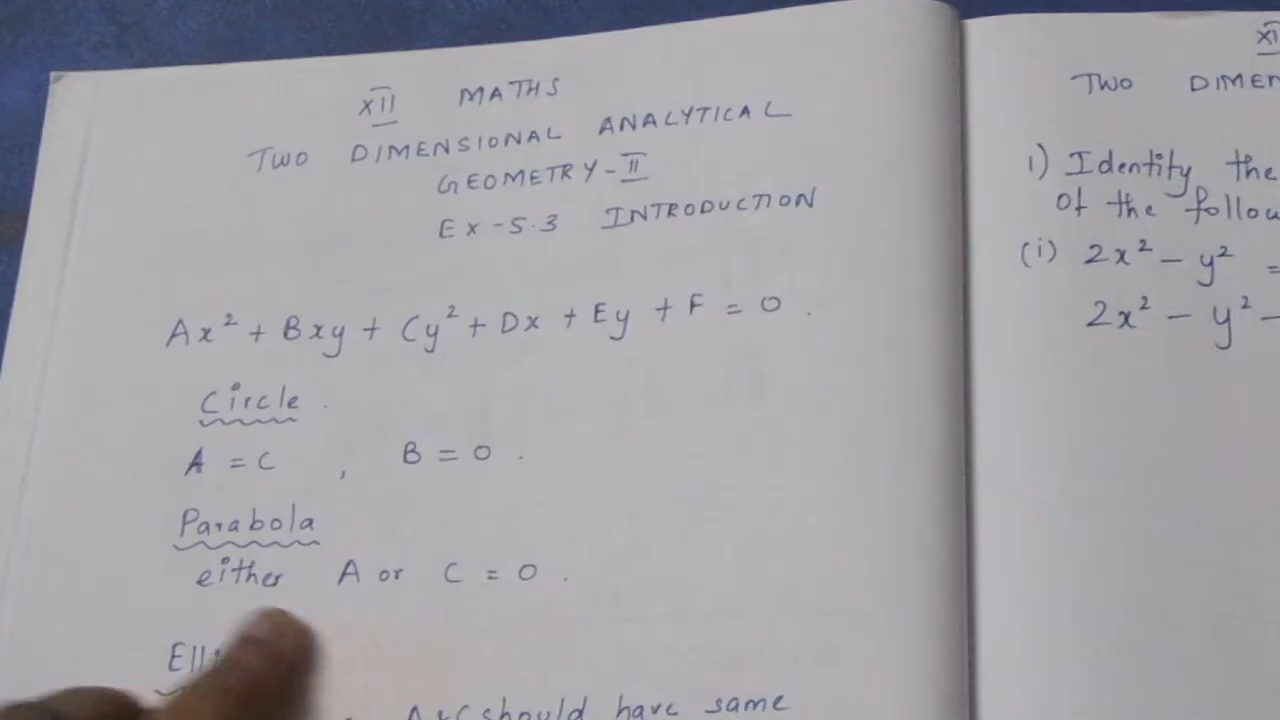 XII MATHS
TWO DIMENSIONAL ANALYTICAL
GEOMETRY-II
EX-5.3 INTRODUCTION
Ax² + Bxy + Cy² + Dx + Ey + F = 0.
Circle.
A = C, B = 0.
Parabola
either A or C = 0.
A & C should have same
XI
TWO DIMEN
1) Identify the
of the follow
(i) 2x² - y² =
2x² - y² -